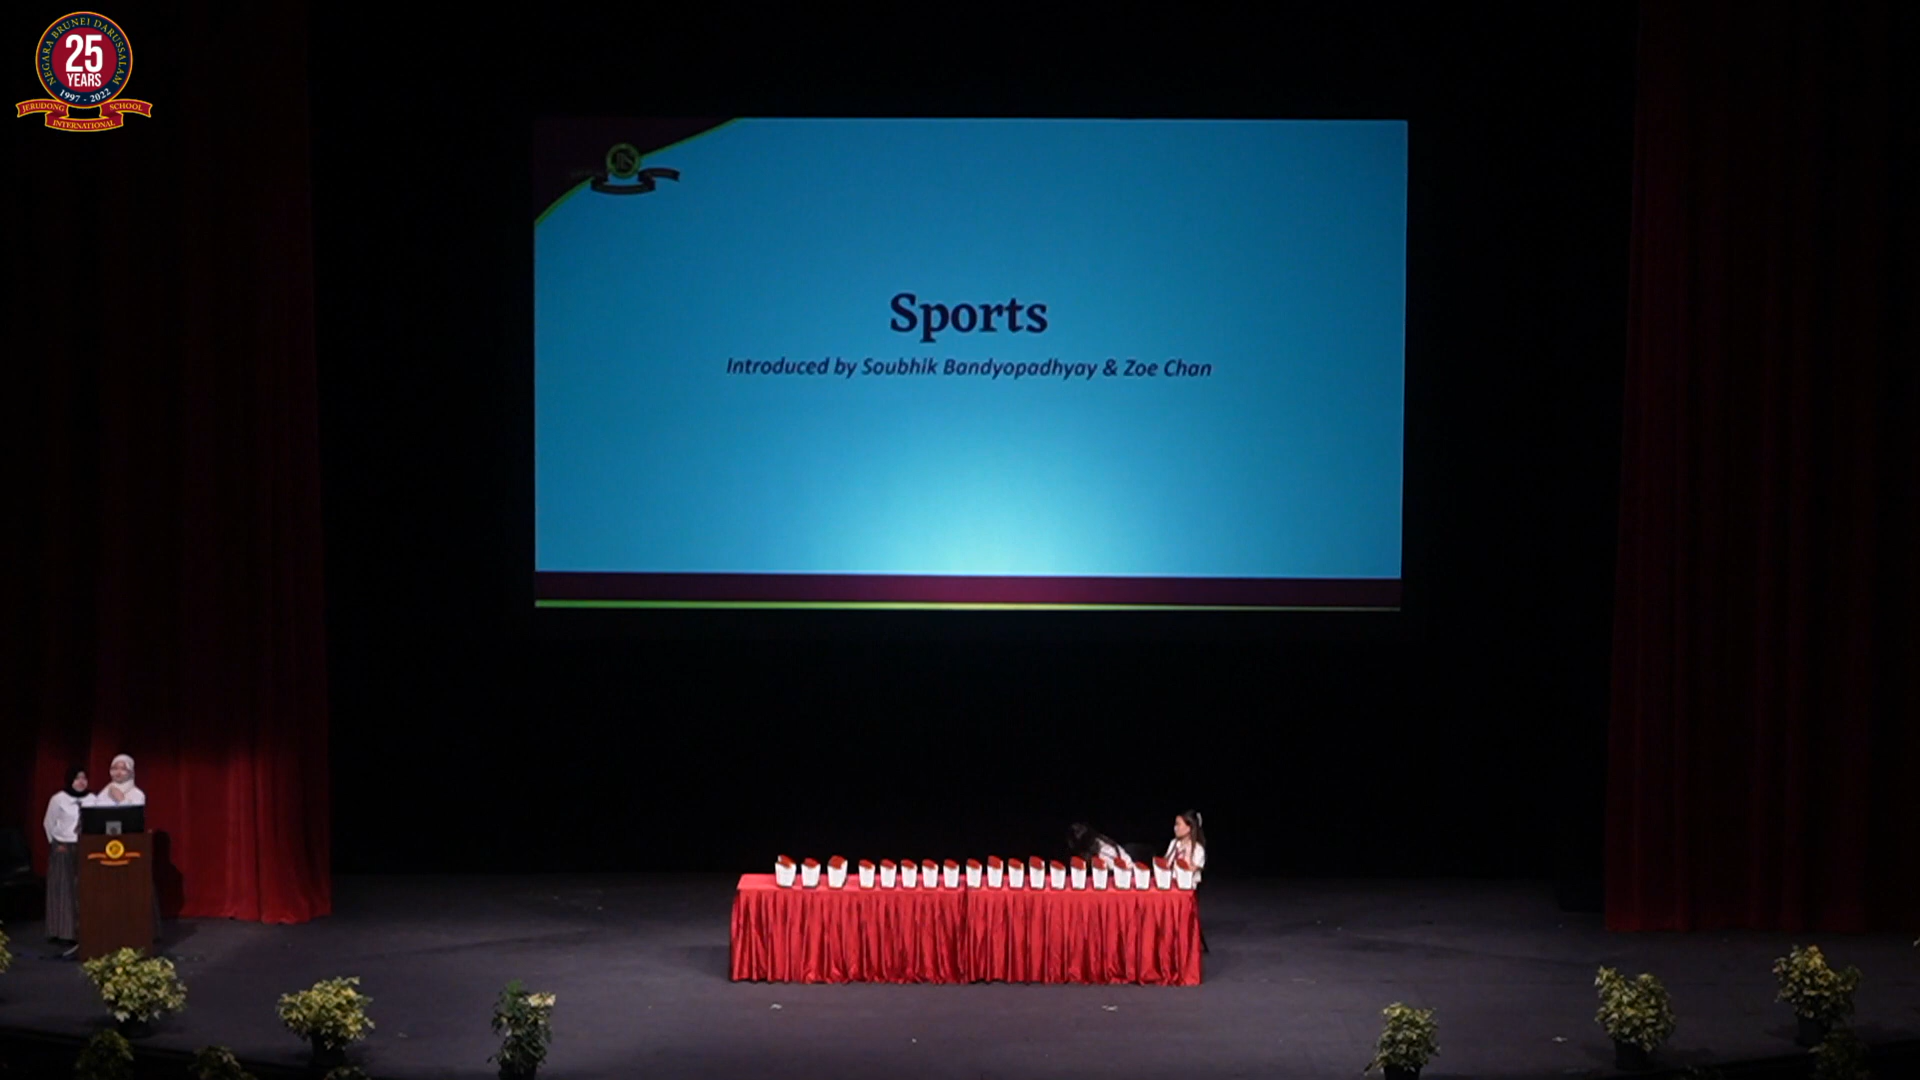 NEGARA BRUNEI DARUSSALAM
25
YEARS
1997 - 2022
JERUDONG SCHOOL
INTERNATIONAL
Sports
Introduced by Soubhik Bandyopadhyay & Zoe Chan